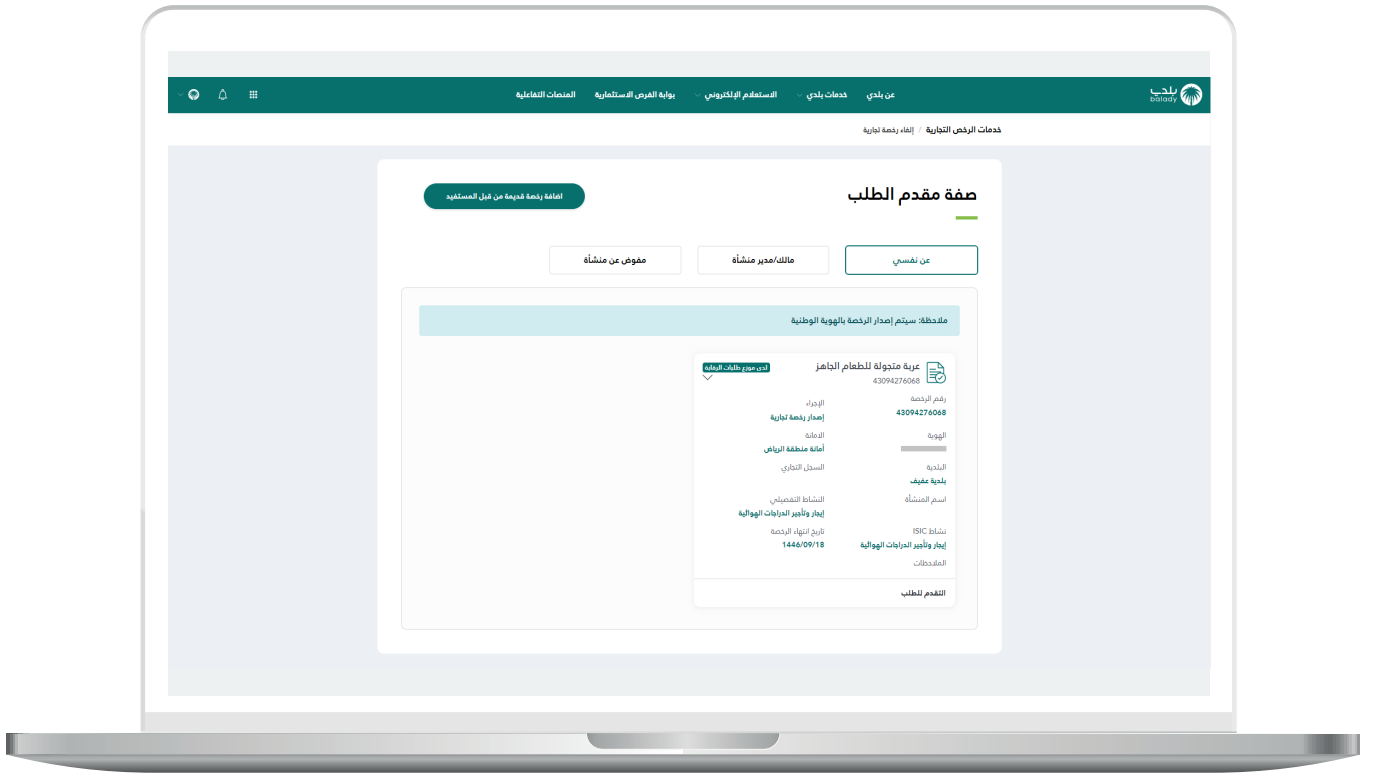 بلدي
balady
عن بلدي
خدمات بلدي
الاستعلام الإلكتروني
بوابة الفرص الاستثمارية
المنصات التفاعلية
خدمات الرخص التجارية / إلغاء رخصة تجارية
صفة مقدم الطلب
اضافة رخصة قديمة من قبل المستفيد
عن نفسي
مالك/مدير منشأة
مفوض عن منشأة
ملاحظة: سيتم إصدار الرخصة بالهوية الوطنية
عربة متجولة للطعام الجاهز
لدى موزع طلبات الرقابة
43094276068
رقم الرخصة
43094276068
الإجراء
إصدار رخصة تجارية
الهوية
الامانة
أمانة منطقة الرياض
البلدية
بلدية عفيف
السجل التجاري
اسم المنشأة
النشاط التفصيلي
إيجار وتأجير الدراجات الهوائية
نشاط ISIC
إيجار وتأجير الدراجات الهوائية
تاريخ انتهاء الرخصة
1446/09/18
الملاحظات
التقدم للطلب